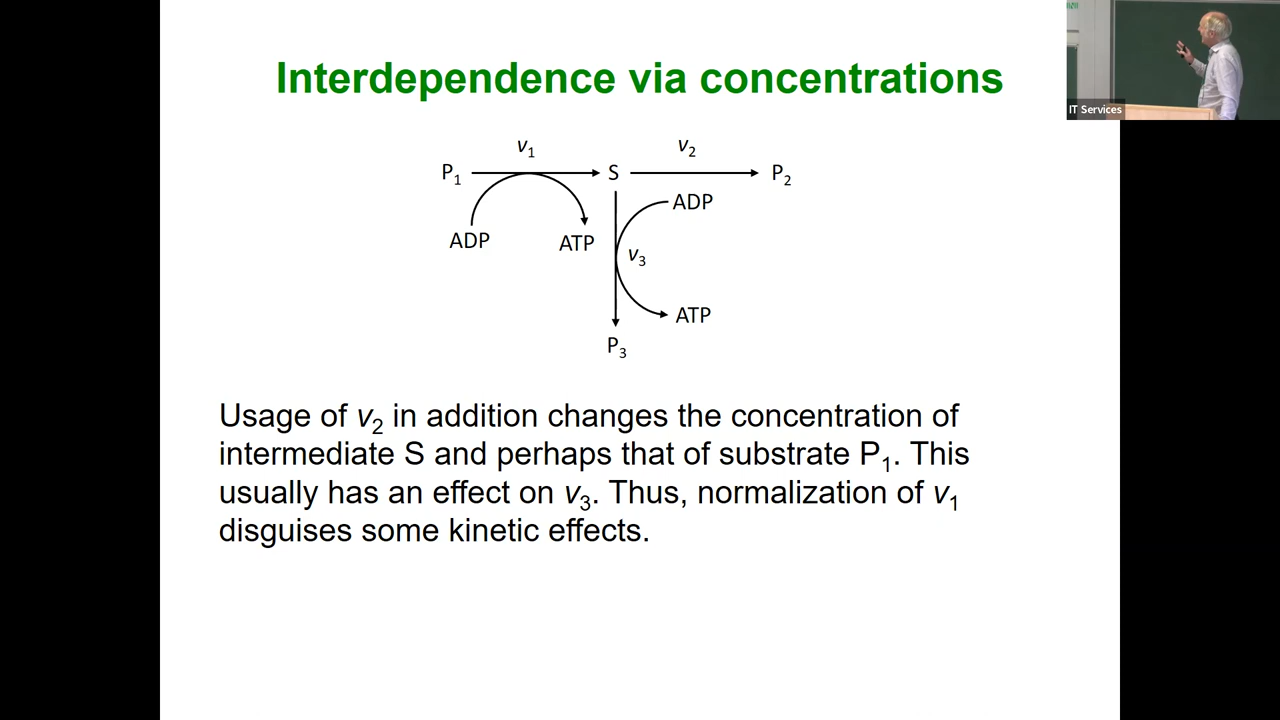 Interdependence via concentrations
IT Services
v1
v2
P1
S
P2
ADP
ADP
ATP
v3
ATP
P3
Usage of v2 in addition changes the concentration of
intermediate S and perhaps that of substrate P1. This
usually has an effect on v3. Thus, normalization of v1
disguises some kinetic effects.